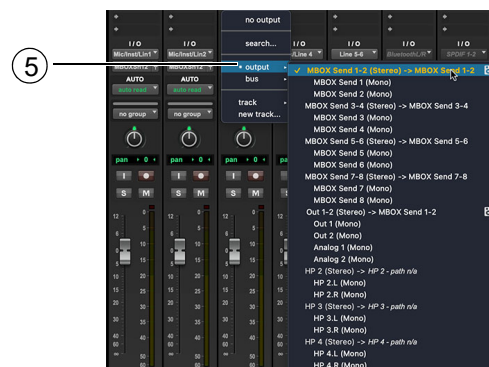 5
no output
search...
• output
bus
track
new track...
I/O
I/O
I/O
I/O
I/O
Mic/Inst/Lin1
Mic/Inst/Lin2
Line 4
Line 5-6
Bluetooth L/R
SPDIF 1-2
AUTO
AUTO
auto read
auto read
no group
no group
pan
0
pan
0
pan
I
I
S
M
S
M
S
M
✓ MBOX Send 1-2 (Stereo) -> MBOX Send 1-2
MBOX Send 1 (Mono)
MBOX Send 2 (Mono)
MBOX Send 3-4 (Stereo) -> MBOX Send 3-4
MBOX Send 3 (Mono)
MBOX Send 4 (Mono)
MBOX Send 5-6 (Stereo) -> MBOX Send 5-6
MBOX Send 5 (Mono)
MBOX Send 6 (Mono)
MBOX Send 7-8 (Stereo) -> MBOX Send 7-8
MBOX Send 7 (Mono)
MBOX Send 8 (Mono)
Out 1-2 (Stereo) -> MBOX Send 1-2
Out 1 (Mono)
Out 2 (Mono)
Analog 1 (Mono)
Analog 2 (Mono)
HP 2 (Stereo) -> HP 2 - path n/a
HP 2.L (Mono)
HP 2.R (Mono)
HP 3 (Stereo) -> HP 3 - path n/a
HP 3.L (Mono)
HP 3.R (Mono)
HP 4 (Stereo) -> HP 4 - path n/a
HP 4.L (Mono)
HP 4.R (Mono)